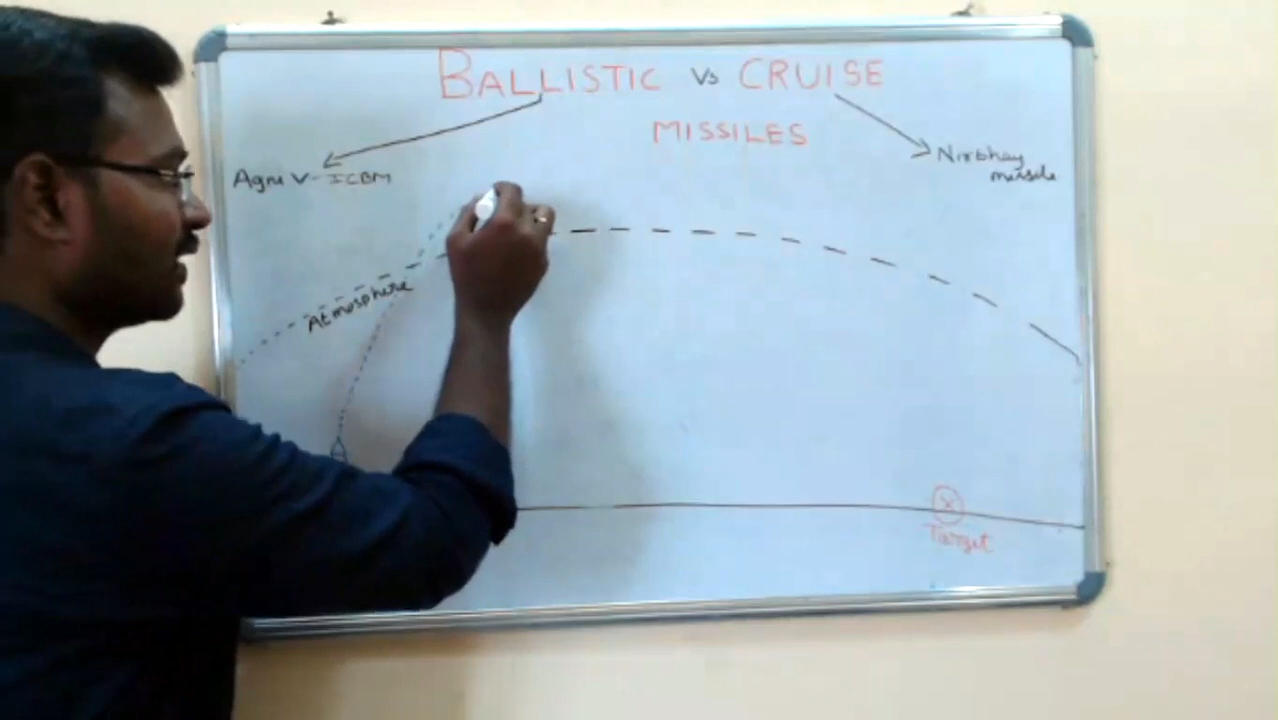 BALLISTIC Vs CRUISE
MISSILES
Agni V - ICBM
Nirbhay
missile
Atmosphere
Target